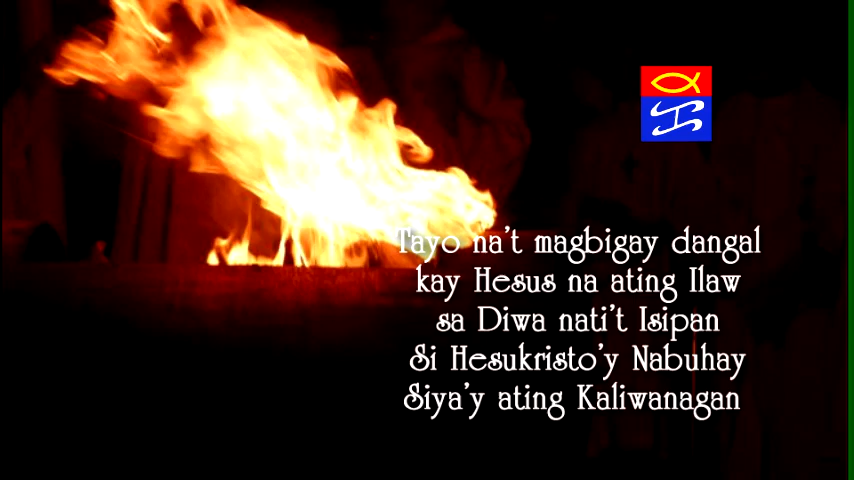 Tayo na't magbigay dangal
kay Hesus na ating Ilaw
sa Diwa nati't Isipan
Si Hesukristo'y Nabuhay
Siya'y ating Kaliwanagan